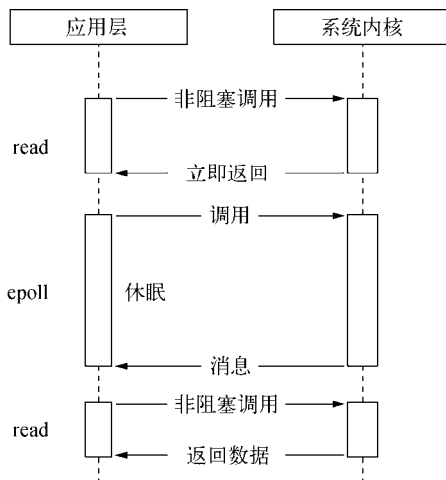 应用层
系统内核
非阻塞调用
read
立即返回
调用
epoll
休眠
消息
非阻塞调用
read
返回数据